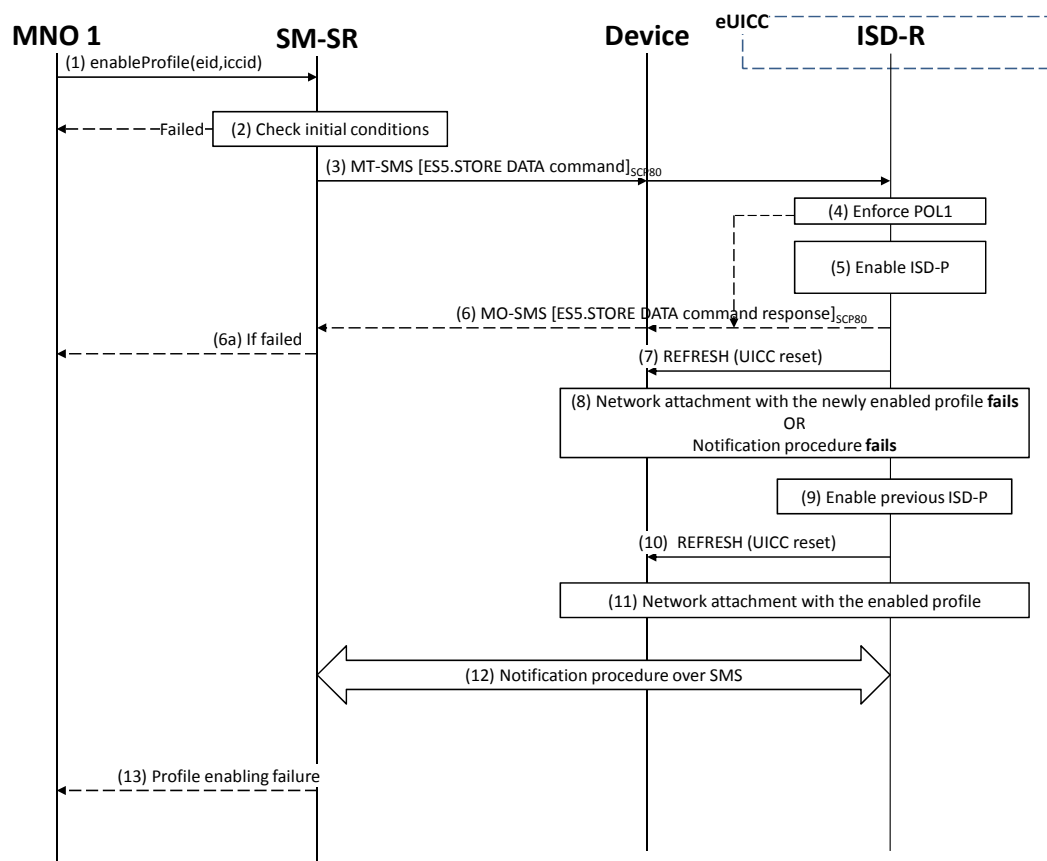 eUICC
MNO 1 SM-SR Device ISD-R
(1) enableProfile(eid,iccid)
Failed (2) Check initial conditions
(3) MT-SMS [ES5.STORE DATA command]SCP80
(4) Enforce POL1
(5) Enable ISD-P
(6) MO-SMS [ES5.STORE DATA command response]SCP80
(6a) If failed
(7) REFRESH (UICC reset)
(8) Network attachment with the newly enabled profile fails
OR
Notification procedure fails
(9) Enable previous ISD-P
(10) REFRESH (UICC reset)
(11) Network attachment with the enabled profile
(12) Notification procedure over SMS
(13) Profile enabling failure